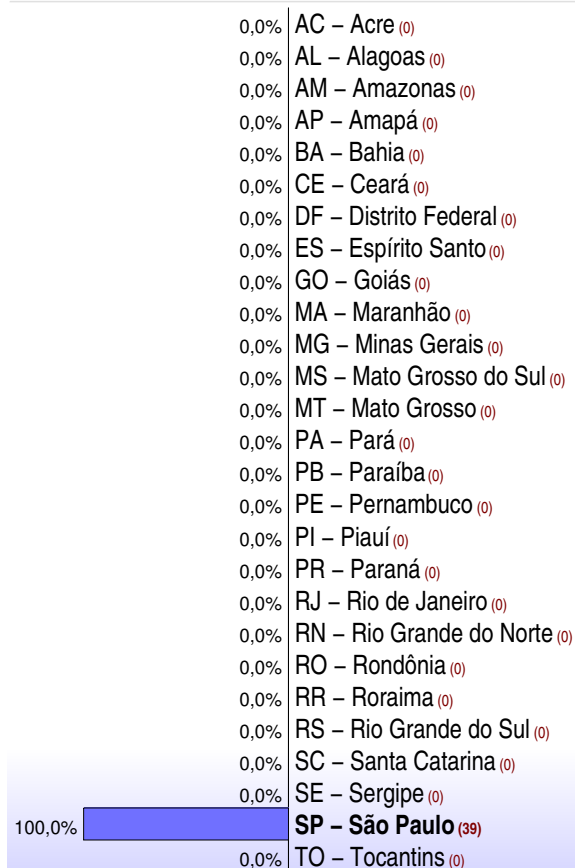 0,0% AC – Acre (0)
0,0% AL – Alagoas (0)
0,0% AM – Amazonas (0)
0,0% AP – Amapá (0)
0,0% BA – Bahia (0)
0,0% CE – Ceará (0)
0,0% DF – Distrito Federal (0)
0,0% ES – Espírito Santo (0)
0,0% GO – Goiás (0)
0,0% MA – Maranhão (0)
0,0% MG – Minas Gerais (0)
0,0% MS – Mato Grosso do Sul (0)
0,0% MT – Mato Grosso (0)
0,0% PA – Pará (0)
0,0% PB – Paraíba (0)
0,0% PE – Pernambuco (0)
0,0% PI – Piauí (0)
0,0% PR – Paraná (0)
0,0% RJ – Rio de Janeiro (0)
0,0% RN – Rio Grande do Norte (0)
0,0% RO – Rondônia (0)
0,0% RR – Roraima (0)
0,0% RS – Rio Grande do Sul (0)
0,0% SC – Santa Catarina (0)
0,0% SE – Sergipe (0)
100,0% SP – São Paulo (39)
0,0% TO – Tocantins (0)